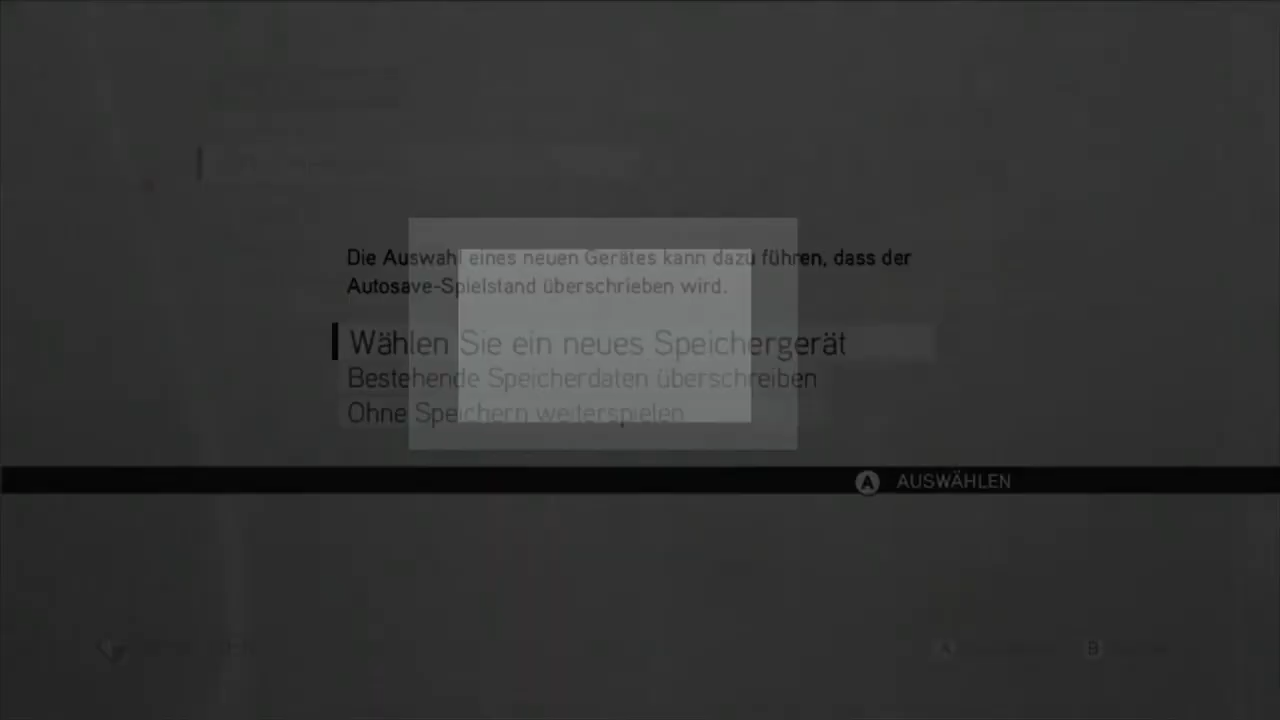 Die Auswahl eines neuen Gerätes kann dazu führen, dass der
Autosave-Spielstand überschrieben wird.
Wählen Sie ein neues Speichergerät
Bestehende Speicherdaten überschreiben
Ohne Speichern weiterspielen
A AUSWÄHLEN
A
B